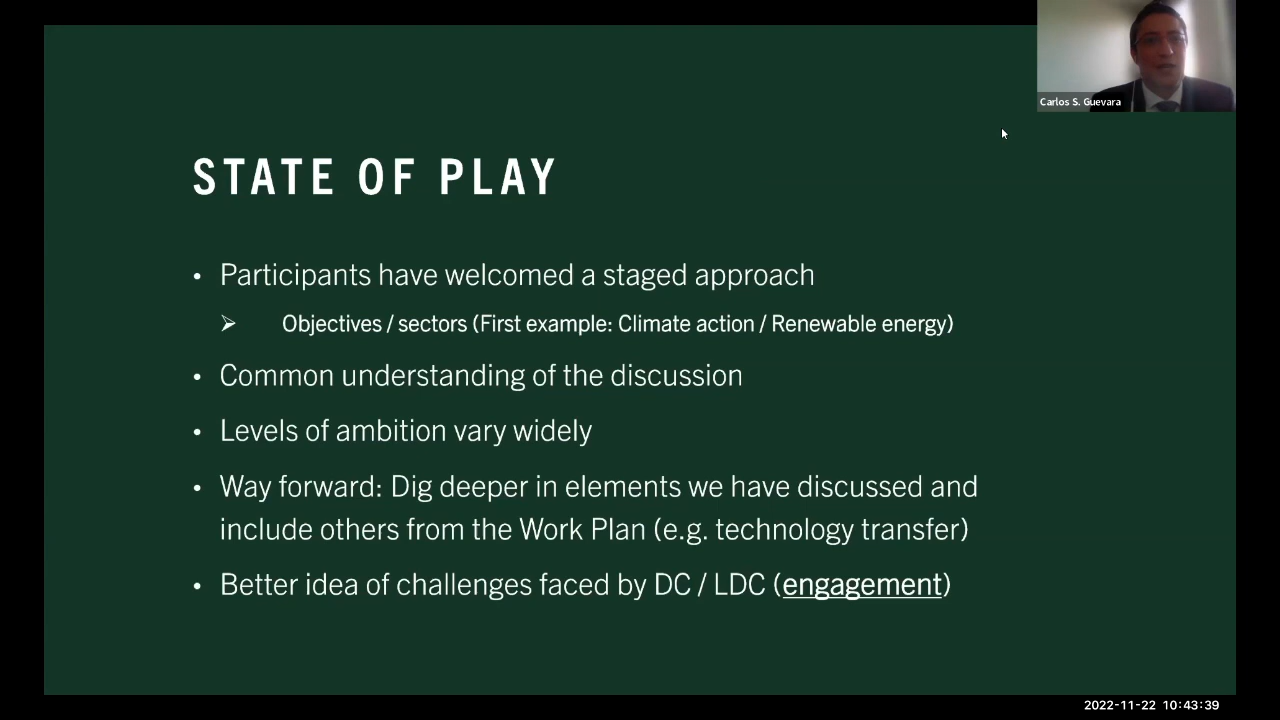 Carlos S. Guevara
STATE OF PLAY
• Participants have welcomed a staged approach
➢ Objectives / sectors (First example: Climate action / Renewable energy)
• Common understanding of the discussion
• Levels of ambition vary widely
• Way forward: Dig deeper in elements we have discussed and
include others from the Work Plan (e.g. technology transfer)
• Better idea of challenges faced by DC / LDC (engagement)
2022-11-22 10:43:39